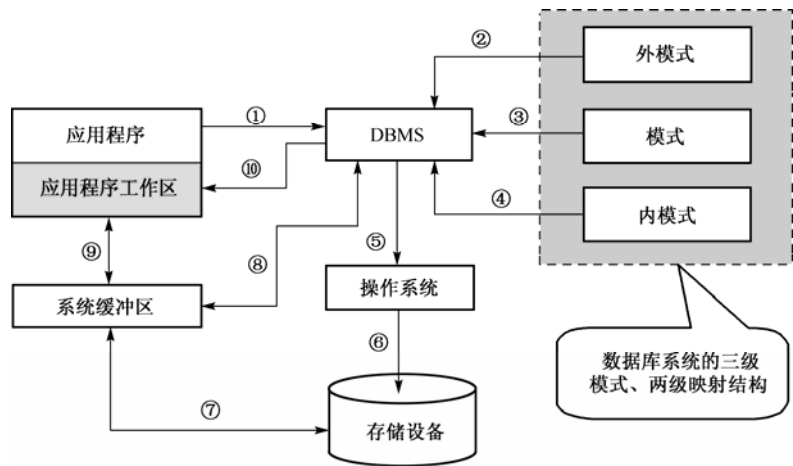 ②
外模式
应用程序
①
DBMS
③
模式
应用程序工作区
⑩
④
内模式
⑨
⑧
⑤
系统缓冲区
操作系统
⑥
数据库系统的三级
模式、两级映射结构
⑦
存储设备